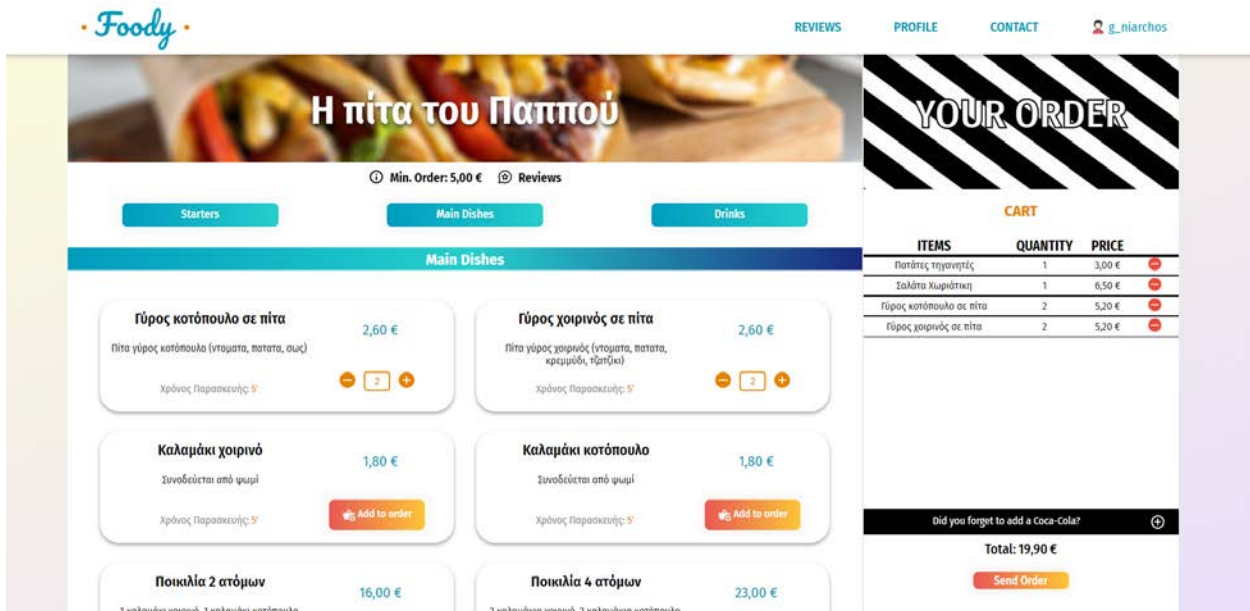 · Foody ·
REVIEWS PROFILE CONTACT g_niarchos
Η πίτα του Παππού
Min. Order: 5,00 € Reviews
Starters Main Dishes Drinks
Main Dishes
Γύρος κοτόπουλο σε πίτα
2,60 €
Πίτα γύρος κοτόπουλο (ντοματα, πατατα, σως)
Χρόνος Παρασκευής: 5'
2
Γύρος χοιρινός σε πίτα
2,60 €
Πίτα γύρος χοιρινός (ντοματα, πατατα,
κρεμμύδι, τζατζίκι)
Χρόνος Παρασκευής: 5'
2
Καλαμάκι χοιρινό
1,80 €
Συνοδεύεται από ψωμί
Χρόνος Παρασκευής: 5'
Add to order
Καλαμάκι κοτόπουλο
1,80 €
Συνοδεύεται από ψωμί
Χρόνος Παρασκευής: 5'
Add to order
Ποικιλία 2 ατόμων
16,00 €
Ποικιλία 4 ατόμων
23,00 €
YOUR ORDER
CART
ITEMS QUANTITY PRICE
Πατάτες τηγανητές 1 3,00 €
Σαλάτα Χωριάτικη 1 6,50 €
Γύρος κοτόπουλο σε πίτα 2 5,20 €
Γύρος χοιρινός σε πίτα 2 5,20 €
Did you forget to add a Coca-Cola?
Total: 19,90 €
Send Order